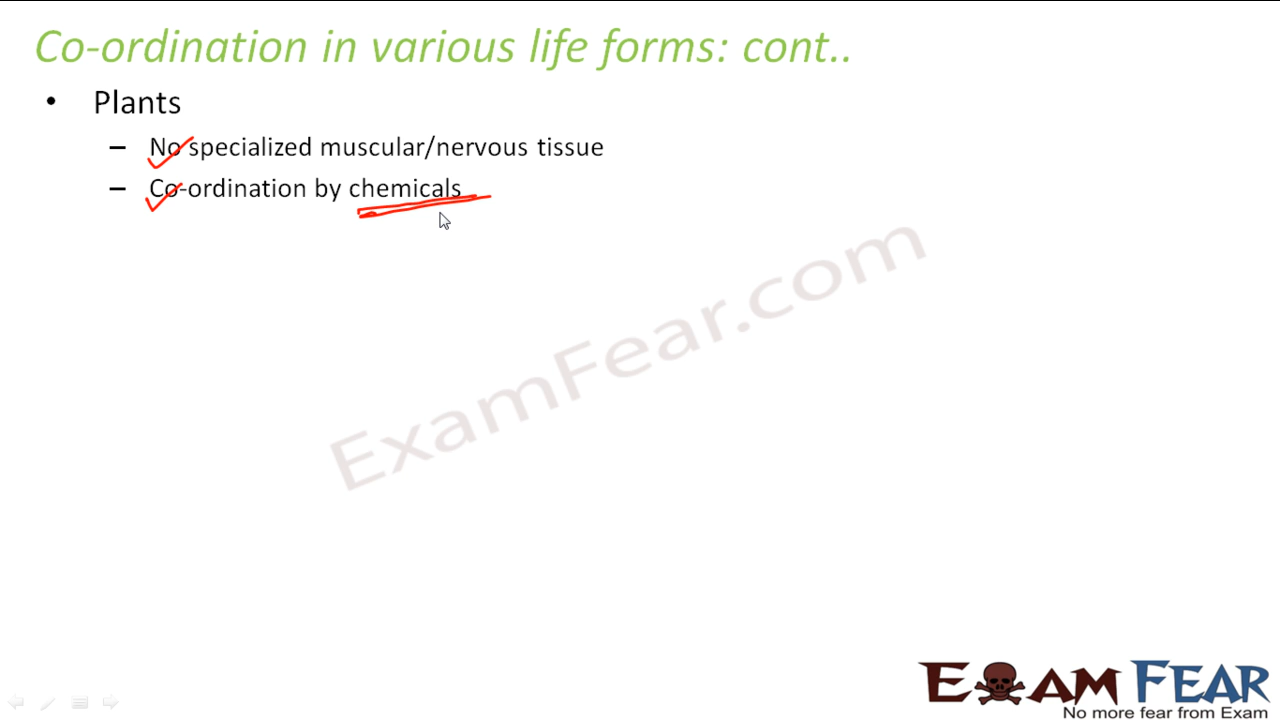 Co-ordination in various life forms: cont..
• Plants
– No specialized muscular/nervous tissue
– Co-ordination by chemicals
ExamFear.com
EXAM FEAR
No more fear from Exam